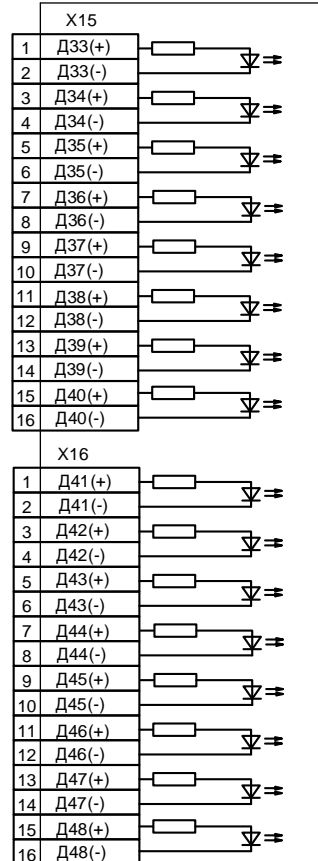 X15
1 Д33(+)
2 Д33(-)
3 Д34(+)
4 Д34(-)
5 Д35(+)
6 Д35(-)
7 Д36(+)
8 Д36(-)
9 Д37(+)
10 Д37(-)
11 Д38(+)
12 Д38(-)
13 Д39(+)
14 Д39(-)
15 Д40(+)
16 Д40(-)
X16
1 Д41(+)
2 Д41(-)
3 Д42(+)
4 Д42(-)
5 Д43(+)
6 Д43(-)
7 Д44(+)
8 Д44(-)
9 Д45(+)
10 Д45(-)
11 Д46(+)
12 Д46(-)
13 Д47(+)
14 Д47(-)
15 Д48(+)
16 Д48(-)